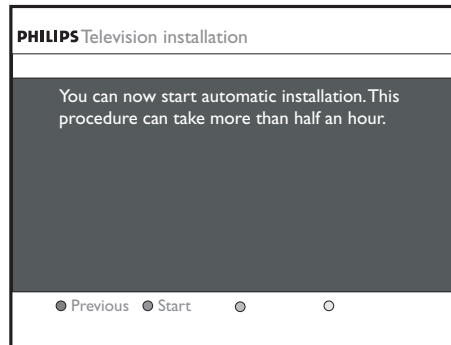 PHILIPS Television installation
You can now start automatic installation. This
procedure can take more than half an hour.
Previous Start